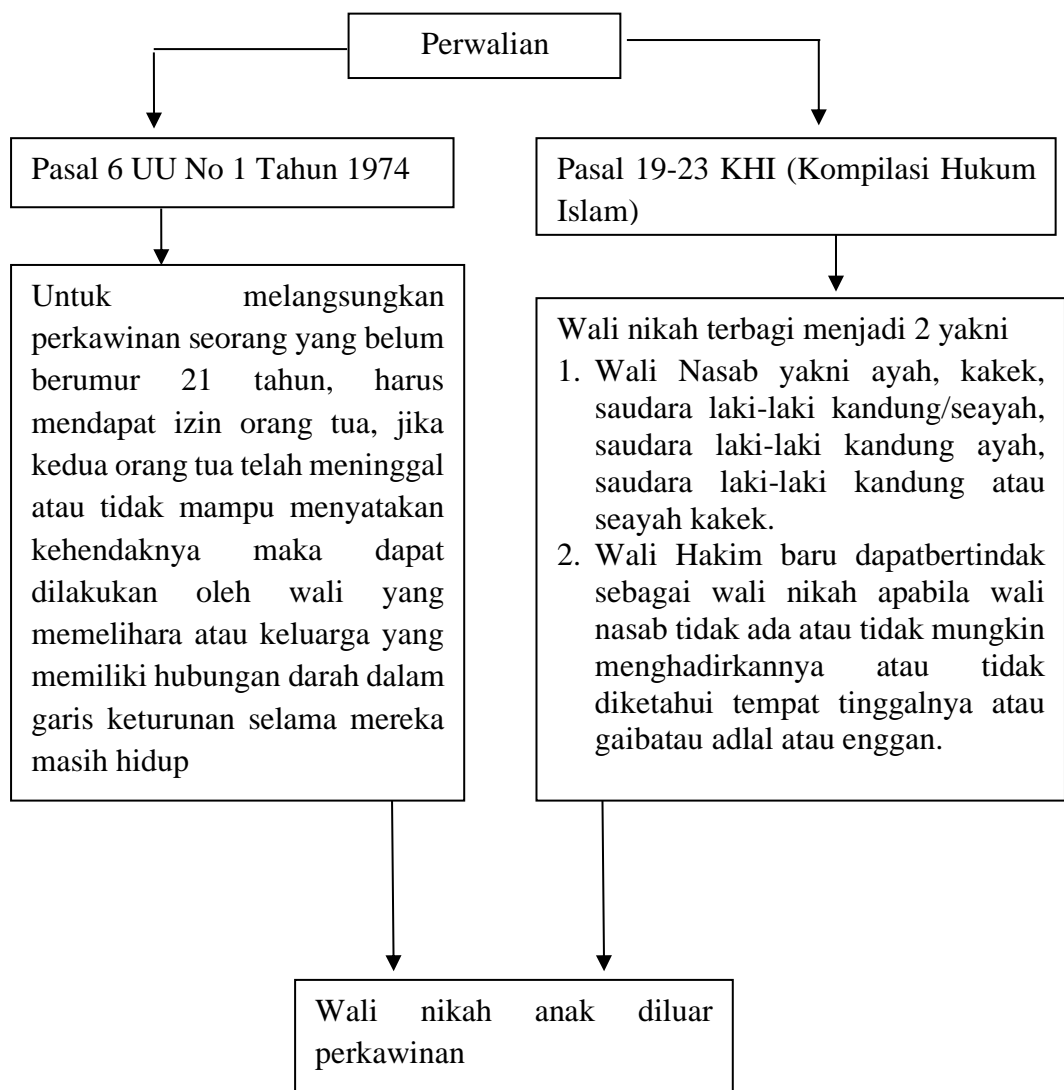 Perwalian
Pasal 6 UU No 1 Tahun 1974
Pasal 19-23 KHI (Kompilasi Hukum
Islam)
Untuk melangsungkan
perkawinan seorang yang belum
berumur 21 tahun, harus
mendapat izin orang tua, jika
kedua orang tua telah meninggal
atau tidak mampu menyatakan
kehendaknya maka dapat
dilakukan oleh wali yang
memelihara atau keluarga yang
memiliki hubungan darah dalam
garis keturunan selama mereka
masih hidup
Wali nikah terbagi menjadi 2 yakni
1. Wali Nasab yakni ayah, kakek,
saudara laki-laki kandung/seayah,
saudara laki-laki kandung ayah,
saudara laki-laki kandung atau
seayah kakek.
2. Wali Hakim baru dapatbertindak
sebagai wali nikah apabila wali
nasab tidak ada atau tidak mungkin
menghadirkannya atau tidak
diketahui tempat tinggalnya atau
gaibatau adlal atau enggan.
Wali nikah anak diluar
perkawinan